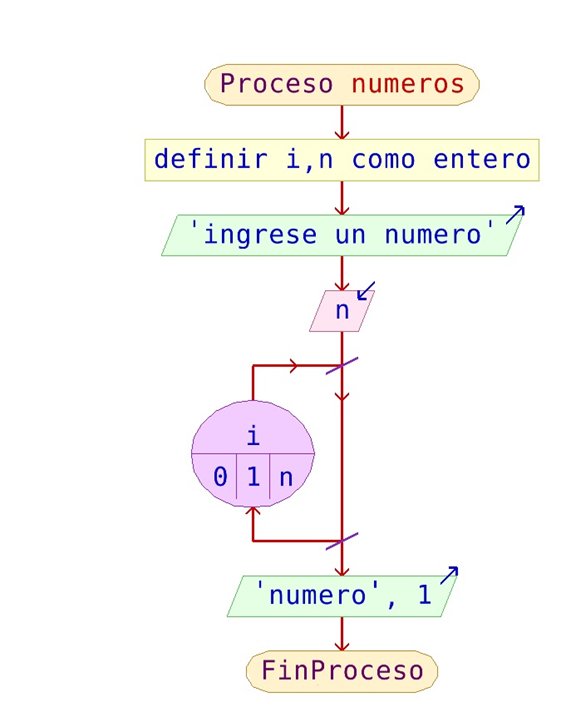 Proceso numeros
definir i,n como entero
'ingrese un numero'
n
i
0 1 n
'numero', 1
FinProceso